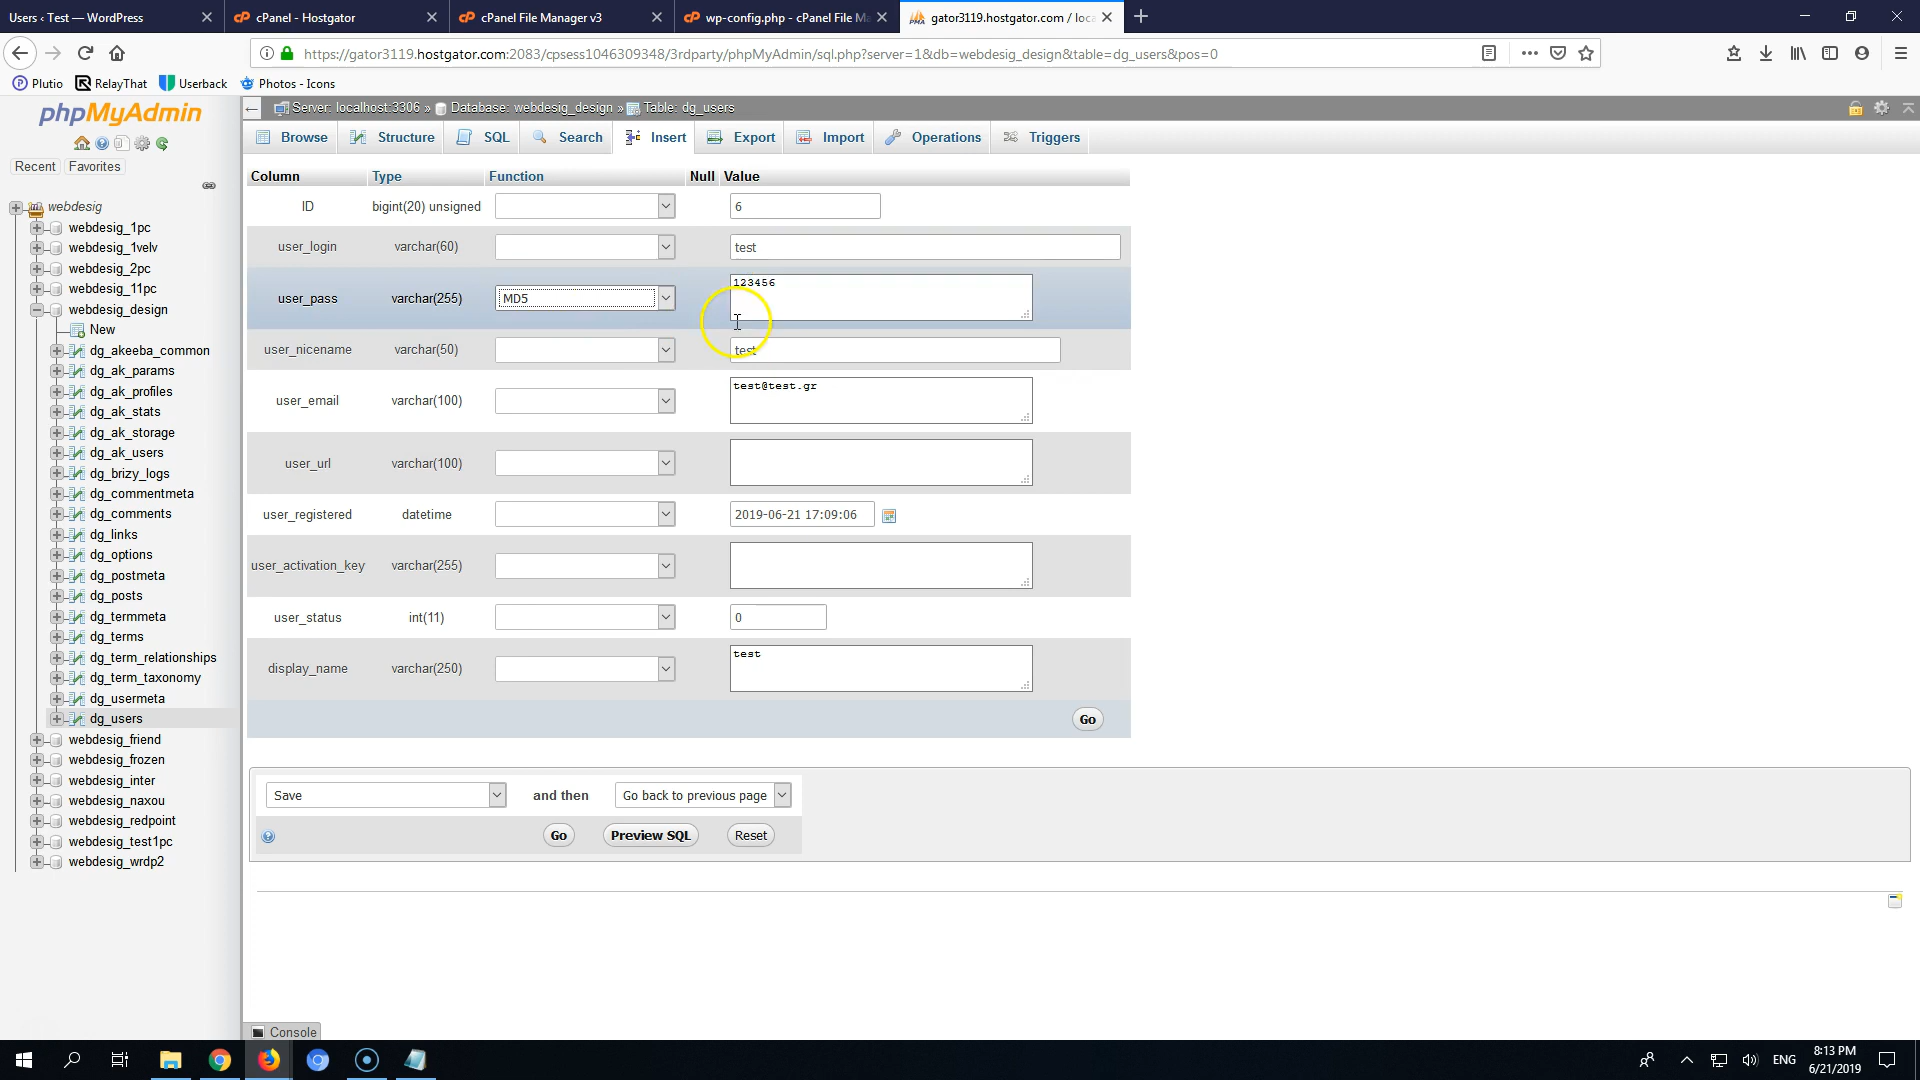 Users ‹ Test — WordPress
cPanel - Hostgator
cPanel File Manager v3
wp-config.php - cPanel File M
gator3119.hostgator.com / loca
https://gator3119.hostgator.com:2083/cpsess1046309348/3rdparty/phpMyAdmin/sql.php?server=1&db=webdesig_design&table=dg_users&pos=0
Plutio
RelayThat
Userback
Photos - Icons
phpMyAdmin
Recent
Favorites
webdesig
webdesig_1pc
webdesig_1velv
webdesig_2pc
webdesig_11pc
webdesig_design
New
dg_akeeba_common
dg_ak_params
dg_ak_profiles
dg_ak_stats
dg_ak_storage
dg_ak_users
dg_brizy_logs
dg_commentmeta
dg_comments
dg_links
dg_options
dg_postmeta
dg_posts
dg_termmeta
dg_terms
dg_term_relationships
dg_term_taxonomy
dg_usermeta
dg_users
webdesig_friend
webdesig_frozen
webdesig_inter
webdesig_naxou
webdesig_redpoint
webdesig_test1pc
webdesig_wrdp2
Server: localhost:3306 » Database: webdesig_design » Table: dg_users
Browse
Structure
SQL
Search
Insert
Export
Import
Operations
Triggers
Column Type Function Null Value
ID bigint(20) unsigned 6
user_login varchar(60) test
user_pass varchar(255) MD5 123456
user_nicename varchar(50) test
user_email varchar(100) test@test.gr
user_url varchar(100)
user_registered datetime 2019-06-21 17:09:06
user_activation_key varchar(255)
user_status int(11) 0
display_name varchar(250) test
Go
Save and then Go back to previous page
Go Preview SQL Reset
Console
ENG
8:13 PM
6/21/2019